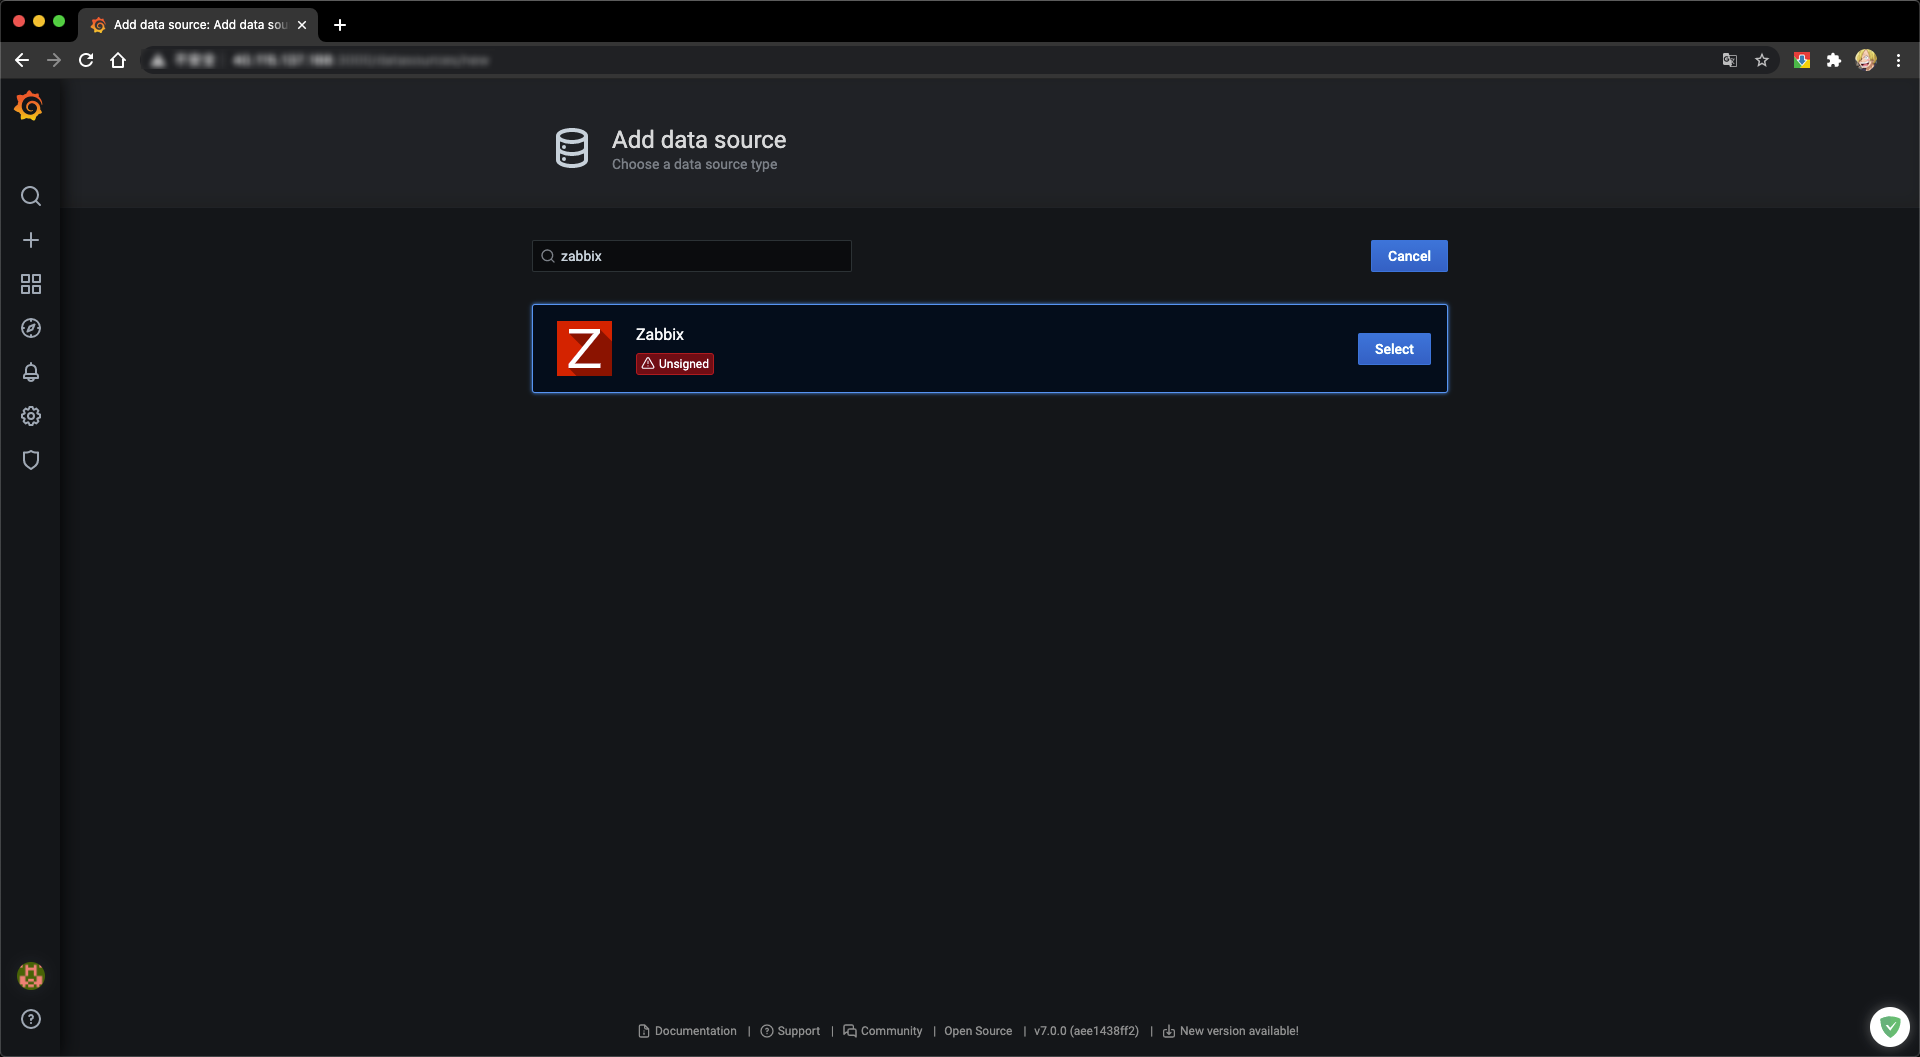 Add data source: Add data sou
Add data source
Choose a data source type
zabbix
Cancel
Z
Zabbix
Unsigned
Select
Documentation | Support | Community | Open Source | v7.0.0 (aee1438ff2) | New version available!